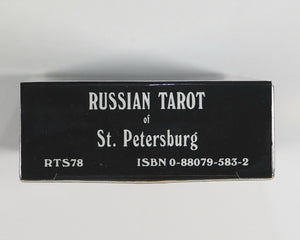 RUSSIAN TAROT
of
St. Petersburg
RTS78 ISBN 0-88079-583-2